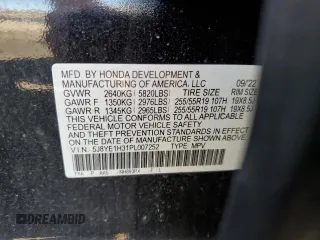 MFD. BY HONDA DEVELOPMENT &
MANUFACTURING OF AMERICA, LLC 09/22
GVWR 2640KG 5820LBS TIRE SIZE RIM SIZE
GAWR F 1350KG 2976LBS 255/55R19 107H 19X8.5J
GAWR R 1345KG 2965LBS 255/55R19 107H 19X8.5J
THIS VEHICLE CONFORMS TO ALL APPLICABLE
FEDERAL MOTOR VEHICLE SAFETY AND THEFT
PREVENTION STANDARDS IN EFFECT ON THE DATE
OF MANUFACTURE SHOWN ABOVE.
V.I.N. 5J8YE1H31PL007252 TYPE: MPV
DREAMBID